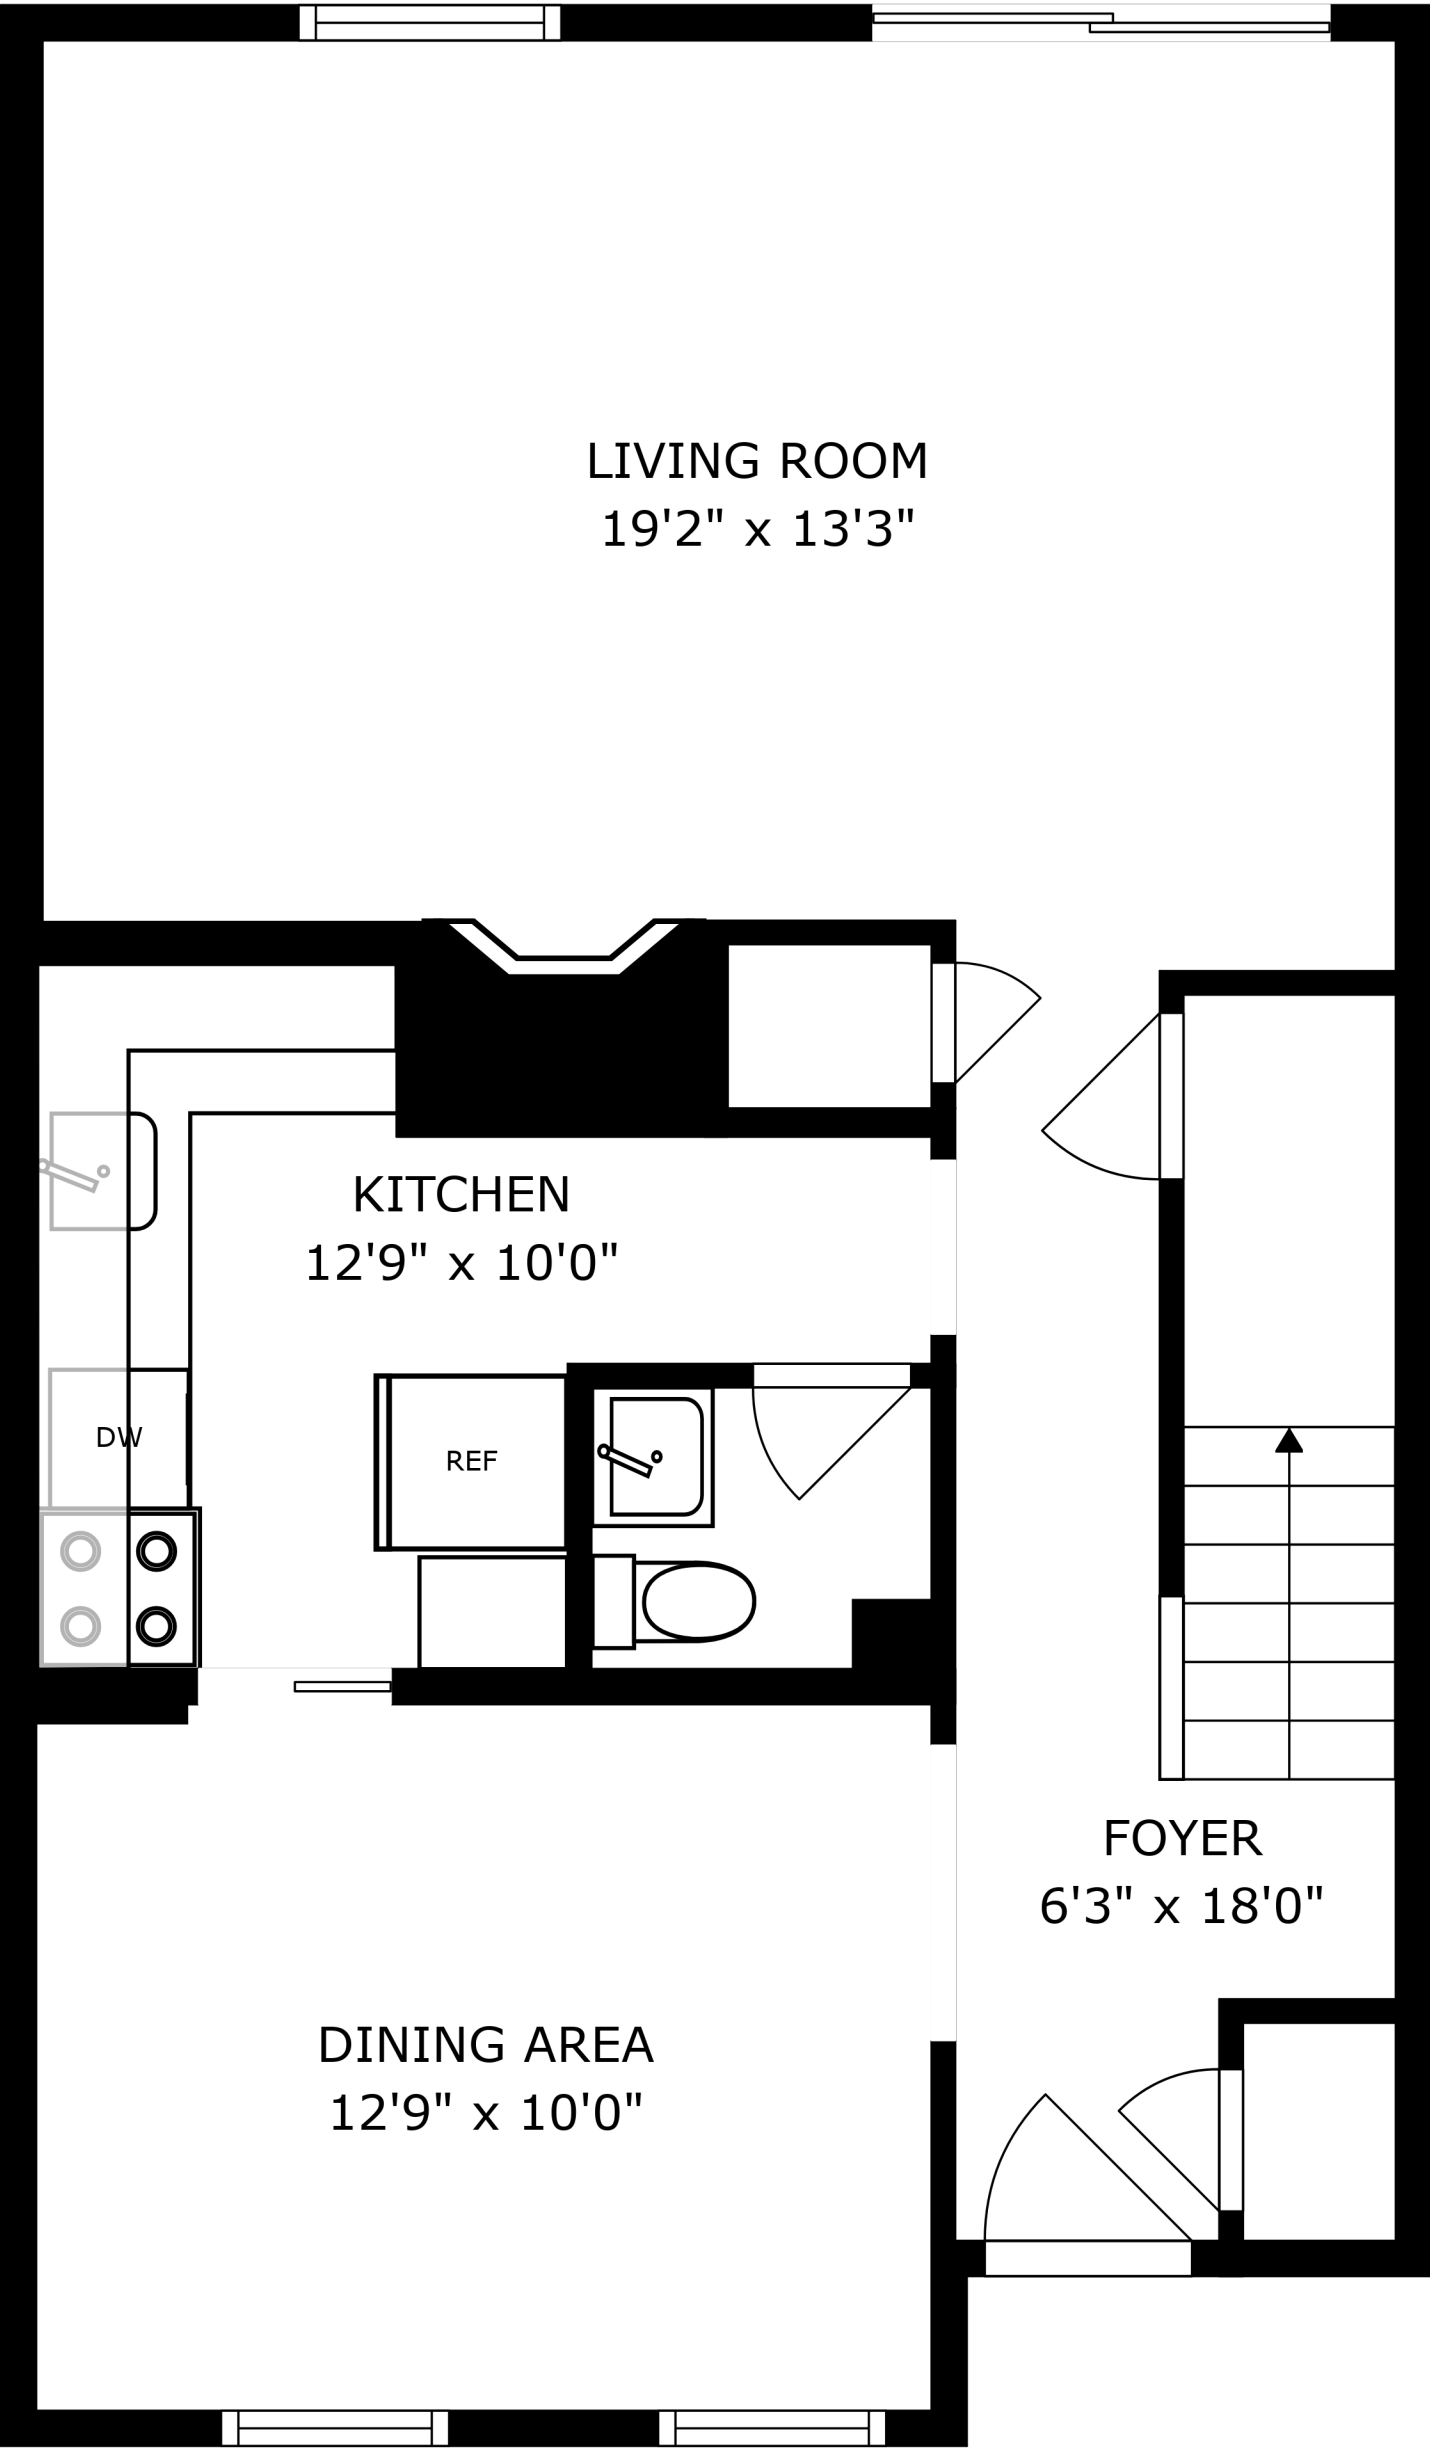 LIVING ROOM
19'2" x 13'3"
KITCHEN
12'9" x 10'0"
DW
REF
FOYER
6'3" x 18'0"
DINING AREA
12'9" x 10'0"